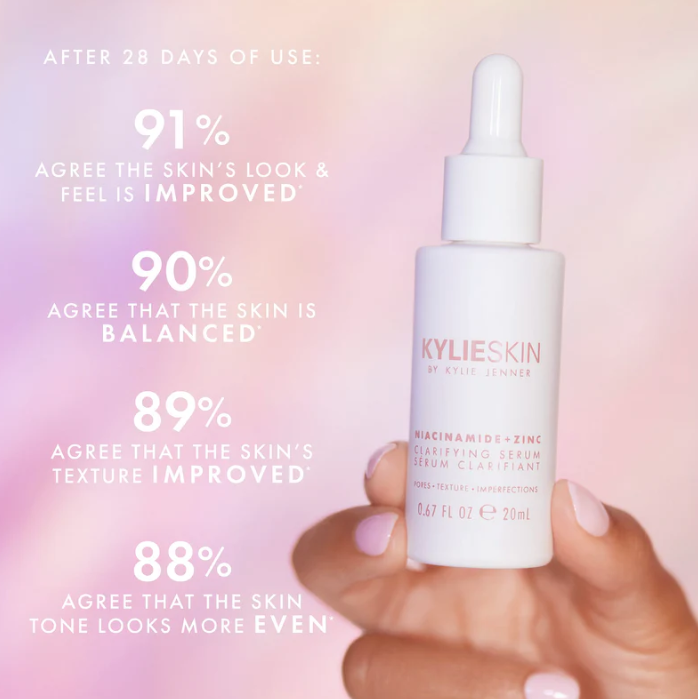 AFTER 28 DAYS OF USE:
91%
AGREE THE SKIN'S LOOK &
FEEL IS IMPROVED*
90%
AGREE THAT THE SKIN IS
BALANCED*
89%
AGREE THAT THE SKIN'S
TEXTURE IMPROVED*
88%
AGREE THAT THE SKIN
TONE LOOKS MORE EVEN*
KYLIESKIN
BY KYLIE JENNER
NIACINAMIDE+ZINC
CLARIFYING SERUM
SÉRUM CLARIFIANT
PORES+TEXTURE+IMPERFECTIONS
0.67 FL OZ ℮ 20mL